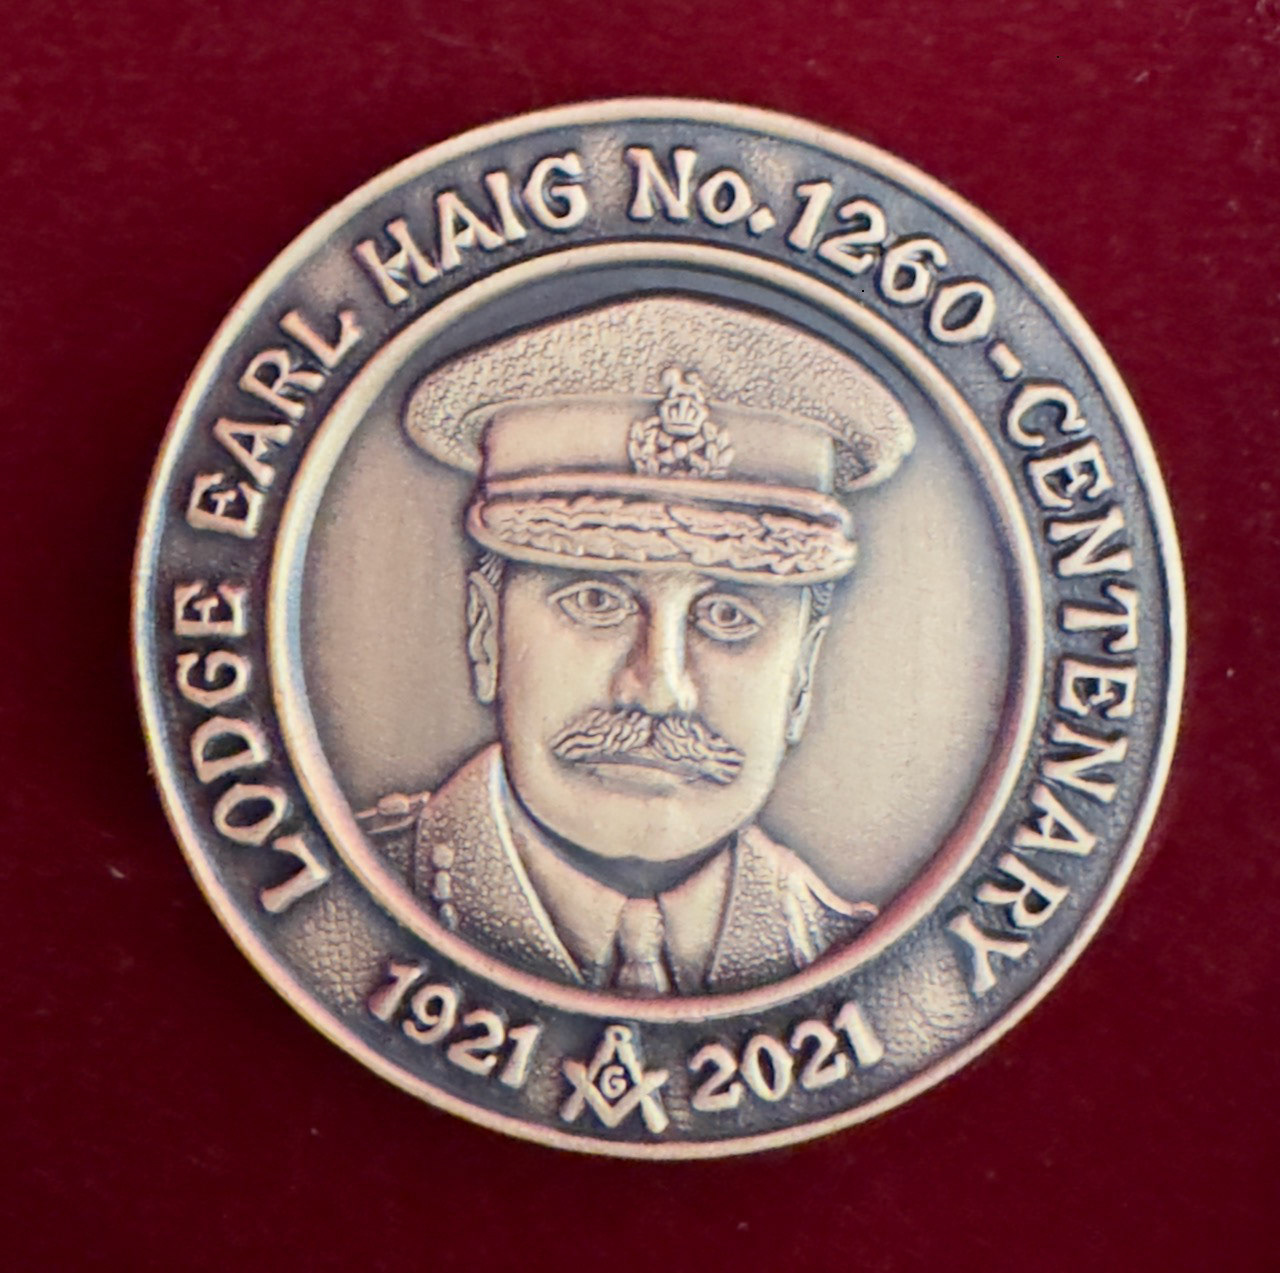 LODGE EARL HAIG No. 1260-CENTENARY
1921 G 2021